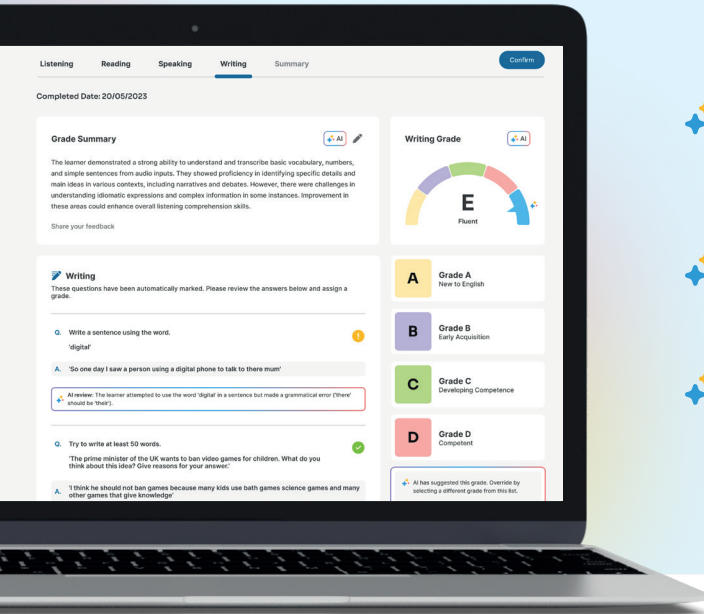 Listening Reading Speaking Writing Summary Confirm
Completed Date: 20/05/2023
Grade Summary AI
The learner demonstrated a strong ability to understand and transcribe basic vocabulary, numbers,
and simple sentences from audio inputs. They showed proficiency in identifying specific details and
main ideas in various contexts, including narratives and debates. However, there were challenges in
understanding idiomatic expressions and complex information in some instances. Improvement in
these areas could enhance overall listening comprehension skills.
Share your feedback
Writing Grade AI
E
Fluent
Writing
These questions have been automatically marked. Please review the answers below and assign a
grade.
Q. Write a sentence using the word.
'digital'
A. 'So one day I saw a person using a digital phone to talk to there mum'
AI review: The learner attempted to use the word 'digital' in a sentence but made a grammatical error ('there'
should be 'their').
Q. Try to write at least 50 words.
'The prime minister of the UK wants to ban video games for children. What do you
think about this idea? Give reasons for your answer.'
A. 'I think he should not ban games because many kids use bath games science games and many
other games that give knowledge'
A Grade A
New to English
B Grade B
Early Acquisition
C Grade C
Developing Competence
D Grade D
Competent
AI has suggested this grade. Override by
selecting a different grade from this list.